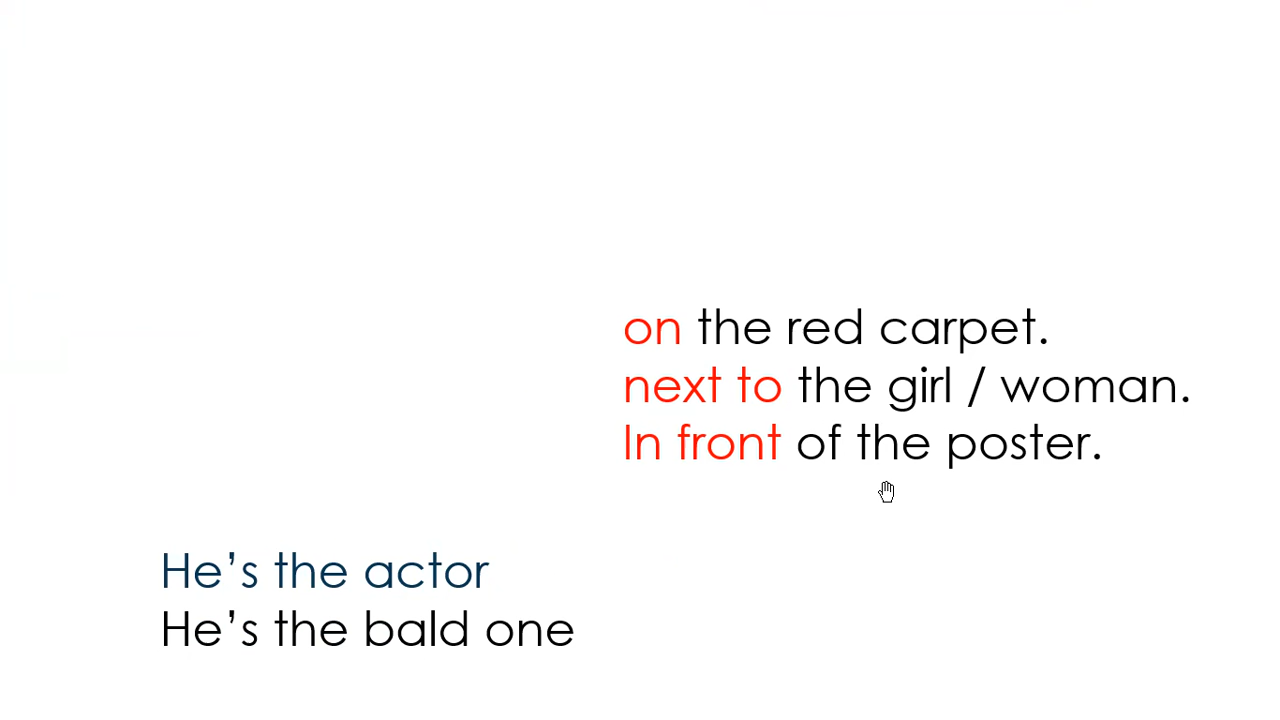 on the red carpet.
next to the girl / woman.
In front of the poster.
He’s the actor
He’s the bald one